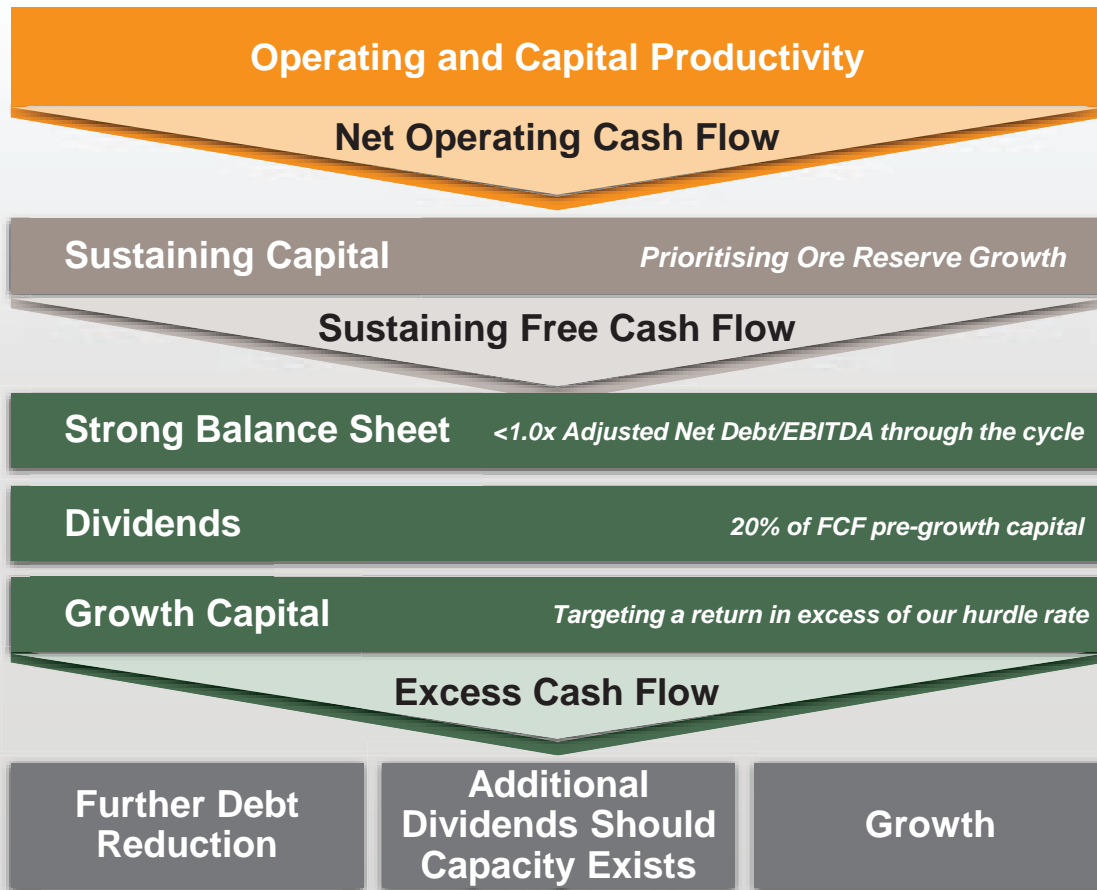 Operating and Capital Productivity
Net Operating Cash Flow
Sustaining Capital Prioritising Ore Reserve Growth
Sustaining Free Cash Flow
Strong Balance Sheet <1.0x Adjusted Net Debt/EBITDA through the cycle
Dividends 20% of FCF pre-growth capital
Growth Capital Targeting a return in excess of our hurdle rate
Excess Cash Flow
Further Debt
Reduction
Additional
Dividends Should
Capacity Exists
Growth